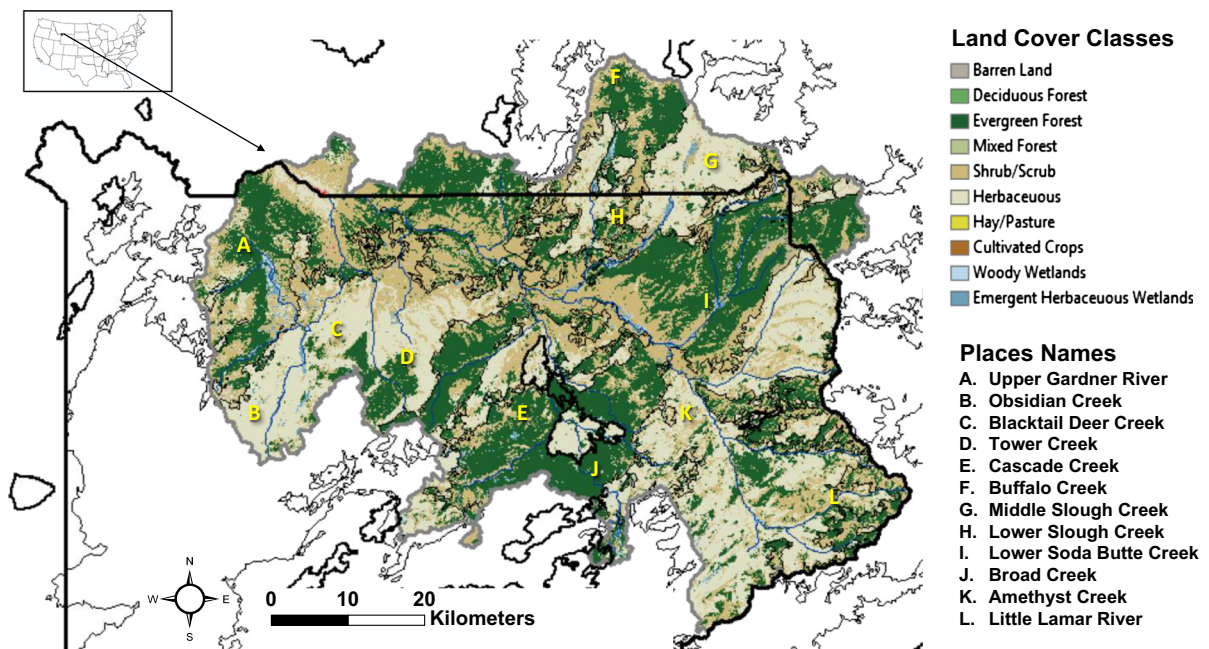 Land Cover Classes
Barren Land
Deciduous Forest
Evergreen Forest
Mixed Forest
Shrub/Scrub
Herbaceuous
Hay/Pasture
Cultivated Crops
Woody Wetlands
Emergent Herbaceuous Wetlands
Places Names
A. Upper Gardner River
B. Obsidian Creek
C. Blacktail Deer Creek
D. Tower Creek
E. Cascade Creek
F. Buffalo Creek
G. Middle Slough Creek
H. Lower Slough Creek
I. Lower Soda Butte Creek
J. Broad Creek
K. Amethyst Creek
L. Little Lamar River
F
G
H
A
I
C
D
B
E
K
J.
L
N
W E
S
0 10 20
Kilometers